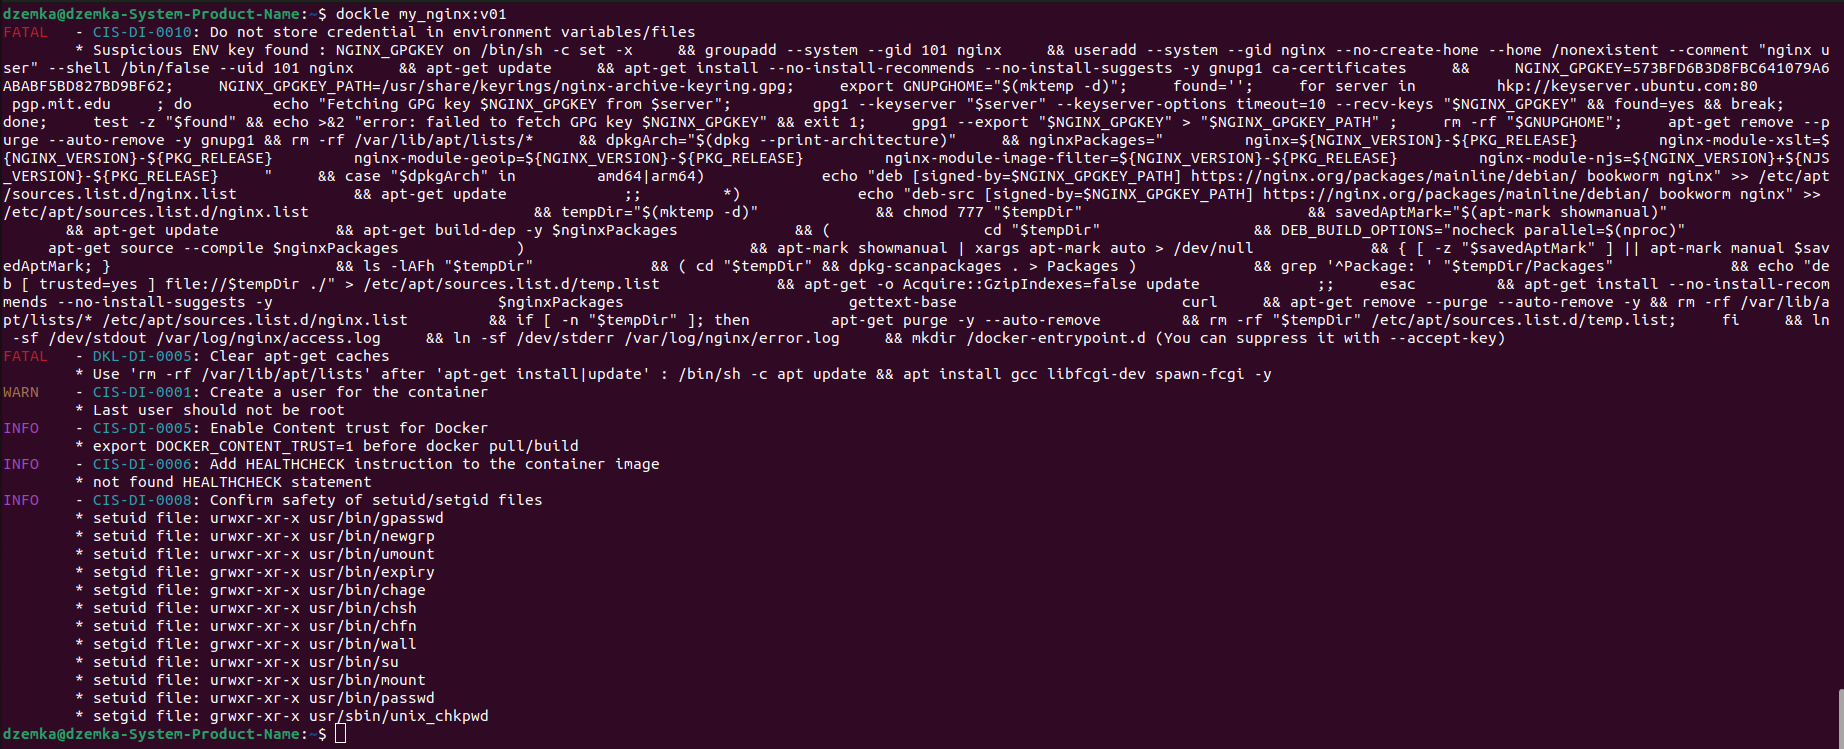 dzemka@dzemka-System-Product-Name:~$ dockle my_nginx:v01
FATAL   - CIS-DI-0010: Do not store credential in environment variables/files
        * Suspicious ENV key found : NGINX_GPGKEY on /bin/sh -c set -x     && groupadd --system --gid 101 nginx     && useradd --system --gid nginx --no-create-home --home /nonexistent --comment "nginx u
ser" --shell /bin/false --uid 101 nginx     && apt-get update     && apt-get install --no-install-recommends --no-install-suggests -y gnupg1 ca-certificates     &&     NGINX_GPGKEY=573BFD6B3D8FBC641079A6
ABABF5BD827BD9BF62;     NGINX_GPGKEY_PATH=/usr/share/keyrings/nginx-archive-keyring.gpg;     export GNUPGHOME="$(mktemp -d)";     found='';     for server in         hkp://keyserver.ubuntu.com:80
 pgp.mit.edu     ; do         echo "Fetching GPG key $NGINX_GPGKEY from $server";         gpg1 --keyserver "$server" --keyserver-options timeout=10 --recv-keys "$NGINX_GPGKEY" && found=yes && break;
done;     test -z "$found" && echo >&2 "error: failed to fetch GPG key $NGINX_GPGKEY" && exit 1;     gpg1 --export "$NGINX_GPGKEY" > "$NGINX_GPGKEY_PATH" ;     rm -rf "$GNUPGHOME";     apt-get remove --p
urge --auto-remove -y gnupg1 && rm -rf /var/lib/apt/lists/*     && dpkgArch="$(dpkg --print-architecture)"     && nginxPackages="         nginx=${NGINX_VERSION}-${PKG_RELEASE}         nginx-module-xslt=$
{NGINX_VERSION}-${PKG_RELEASE}         nginx-module-geoip=${NGINX_VERSION}-${PKG_RELEASE}         nginx-module-image-filter=${NGINX_VERSION}-${PKG_RELEASE}         nginx-module-njs=${NGINX_VERSION}+${NJS
_VERSION}-${PKG_RELEASE}     "     && case "$dpkgArch" in         amd64|arm64)             echo "deb [signed-by=$NGINX_GPGKEY_PATH] https://nginx.org/packages/mainline/debian/ bookworm nginx" >> /etc/apt
/sources.list.d/nginx.list             && apt-get update             ;;         *)             echo "deb-src [signed-by=$NGINX_GPGKEY_PATH] https://nginx.org/packages/mainline/debian/ bookworm nginx" >>
/etc/apt/sources.list.d/nginx.list                         && tempDir="$(mktemp -d)"             && chmod 777 "$tempDir"                         && savedAptMark="$(apt-mark showmanual)"
       && apt-get update             && apt-get build-dep -y $nginxPackages             && (                 cd "$tempDir"                 && DEB_BUILD_OPTIONS="nocheck parallel=$(nproc)"
     apt-get source --compile $nginxPackages             )                         && apt-mark showmanual | xargs apt-mark auto > /dev/null             && { [ -z "$savedAptMark" ] || apt-mark manual $sav
edAptMark; }                         && ls -lAFh "$tempDir"             && ( cd "$tempDir" && dpkg-scanpackages . > Packages )             && grep '^Package: ' "$tempDir/Packages"             && echo "de
b [ trusted=yes ] file://$tempDir ./" > /etc/apt/sources.list.d/temp.list             && apt-get -o Acquire::GzipIndexes=false update             ;;     esac         && apt-get install --no-install-recom
mends --no-install-suggests -y                         $nginxPackages                         gettext-base                         curl     && apt-get remove --purge --auto-remove -y && rm -rf /var/lib/a
pt/lists/* /etc/apt/sources.list.d/nginx.list         && if [ -n "$tempDir" ]; then         apt-get purge -y --auto-remove         && rm -rf "$tempDir" /etc/apt/sources.list.d/temp.list;     fi     && ln
 -sf /dev/stdout /var/log/nginx/access.log     && ln -sf /dev/stderr /var/log/nginx/error.log     && mkdir /docker-entrypoint.d (You can suppress it with --accept-key)
FATAL   - DKL-DI-0005: Clear apt-get caches
        * Use 'rm -rf /var/lib/apt/lists' after 'apt-get install|update' : /bin/sh -c apt update && apt install gcc libfcgi-dev spawn-fcgi -y
WARN    - CIS-DI-0001: Create a user for the container
        * Last user should not be root
INFO    - CIS-DI-0005: Enable Content trust for Docker
        * export DOCKER_CONTENT_TRUST=1 before docker pull/build
INFO    - CIS-DI-0006: Add HEALTHCHECK instruction to the container image
        * not found HEALTHCHECK statement
INFO    - CIS-DI-0008: Confirm safety of setuid/setgid files
        * setuid file: urwxr-xr-x usr/bin/gpasswd
        * setuid file: urwxr-xr-x usr/bin/newgrp
        * setuid file: urwxr-xr-x usr/bin/umount
        * setgid file: grwxr-xr-x usr/bin/expiry
        * setgid file: grwxr-xr-x usr/bin/chage
        * setuid file: urwxr-xr-x usr/bin/chsh
        * setuid file: urwxr-xr-x usr/bin/chfn
        * setgid file: grwxr-xr-x usr/bin/wall
        * setuid file: urwxr-xr-x usr/bin/su
        * setuid file: urwxr-xr-x usr/bin/mount
        * setuid file: urwxr-xr-x usr/bin/passwd
        * setgid file: grwxr-xr-x usr/sbin/unix_chkpwd
dzemka@dzemka-System-Product-Name:~$